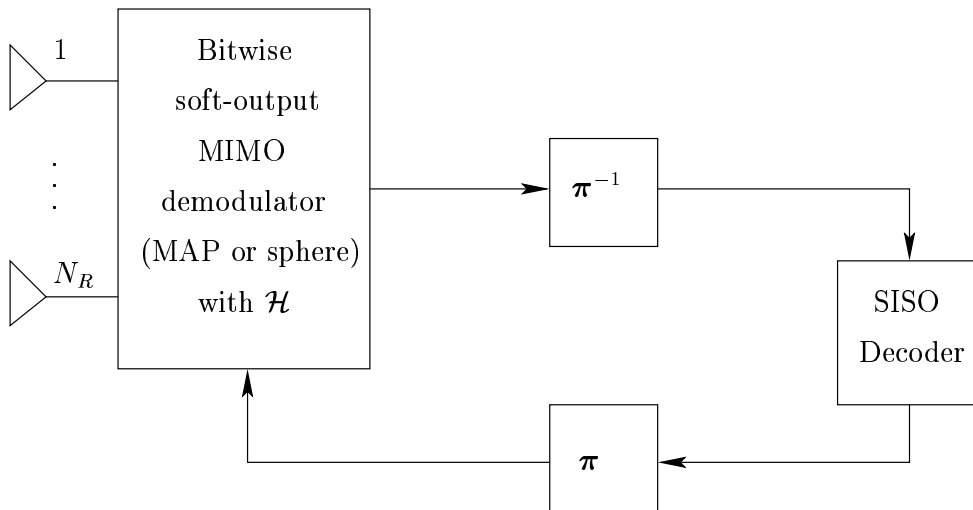 1
Bitwise
soft-output
MIMO
demodulator
(MAP or sphere)
with ℋ
N_R
π⁻¹
SISO
Decoder
π